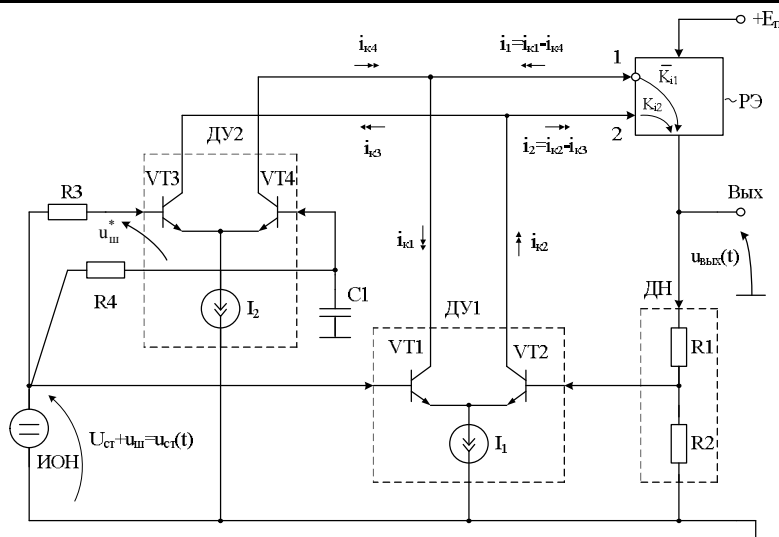 +Eп
iк4
i1=iк1-iк4
1
K̅i1
Ki2
~РЭ
2
iк3
i2=iк2-iк3
ДУ2
VT3
VT4
R3
u*ш
R4
I2
C1
iк1
iк2
Вых
uвых(t)
ДН
ДУ1
VT1
VT2
R1
I1
R2
Uст+uш=uст(t)
ИОН